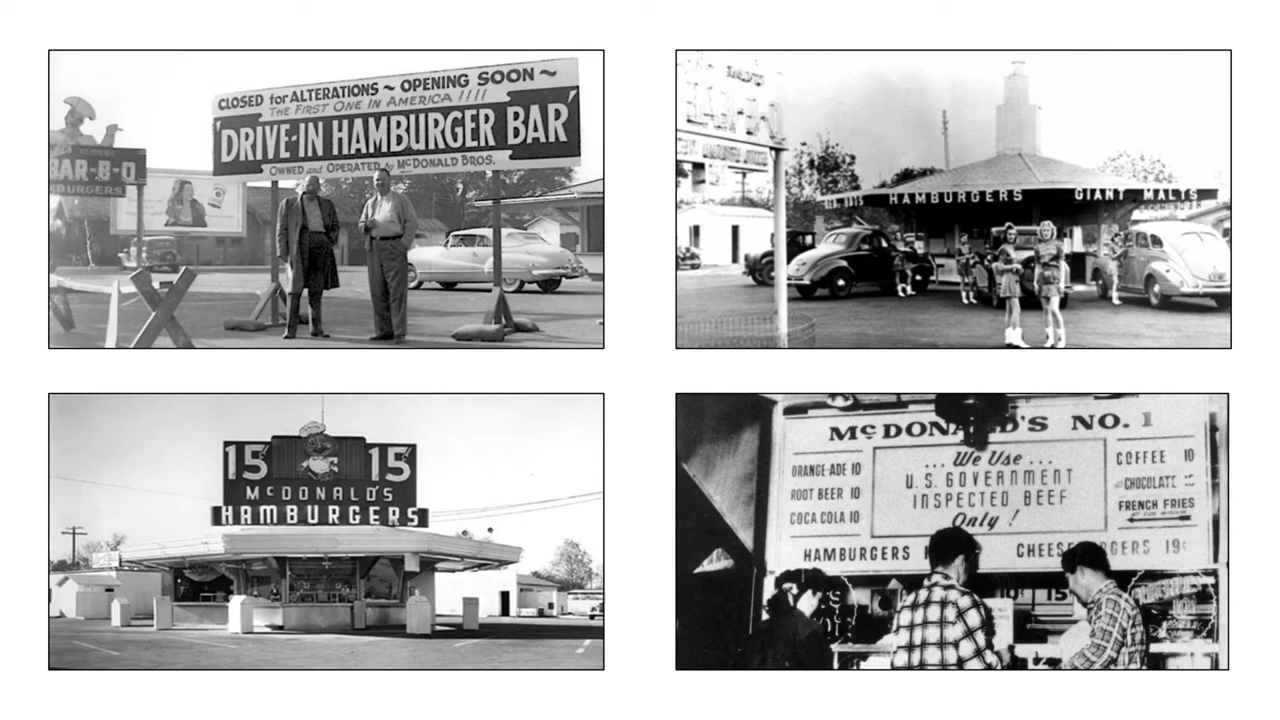 CLOSED for ALTERATIONS ~ OPENING SOON ~
THE FIRST ONE IN AMERICA !!!!
'DRIVE-IN HAMBURGER BAR'
OWNED and OPERATED by McDONALD BROS.
BAR-B-Q
HAMBURGERS GIANT MALTS
15 15
McDONALD'S
HAMBURGERS
McDONALD'S NO. 1
ORANGE-ADE 10
ROOT BEER 10
COCA COLA 10
... We Use ...
U.S. GOVERNMENT
INSPECTED BEEF
Only !
COFFEE 10
CHOCOLATE
FRENCH FRIES
HAMBURGERS CHEESEBURGERS 19¢
10¢ 15